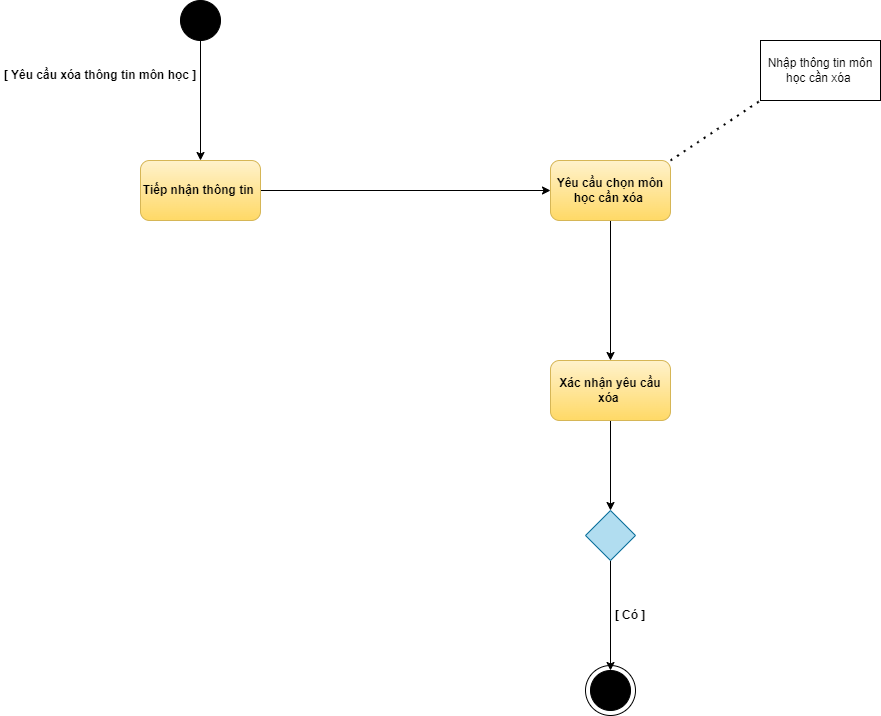 [ Yêu cầu xóa thông tin môn học ]
Nhập thông tin môn
học cần xóa
Tiếp nhận thông tin
Yêu cầu chọn môn
học cần xóa
Xác nhận yêu cầu
xóa
[ Có ]